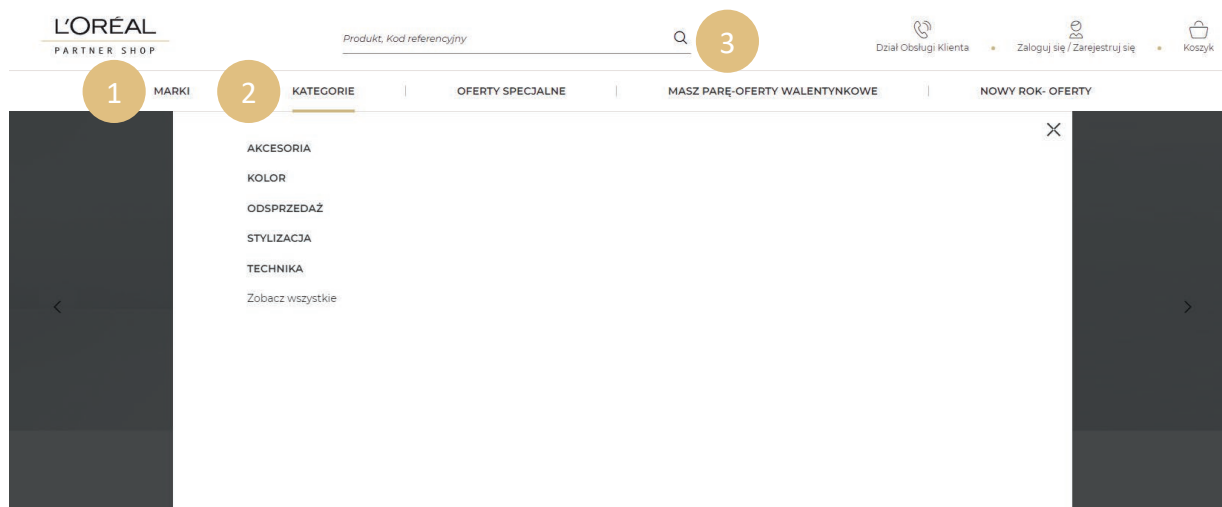 L'ORÉAL
PARTNER SHOP
Produkt, Kod referencyjny
3
Dział Obsługi Klienta
Zaloguj się / Zarejestruj się
Koszyk
1 MARKI 2 KATEGORIE OFERTY SPECJALNE MASZ PARĘ-OFERTY WALENTYNKOWE NOWY ROK- OFERTY
AKCESORIA
KOLOR
ODSPRZEDAŻ
STYLIZACJA
TECHNIKA
Zobacz wszystkie